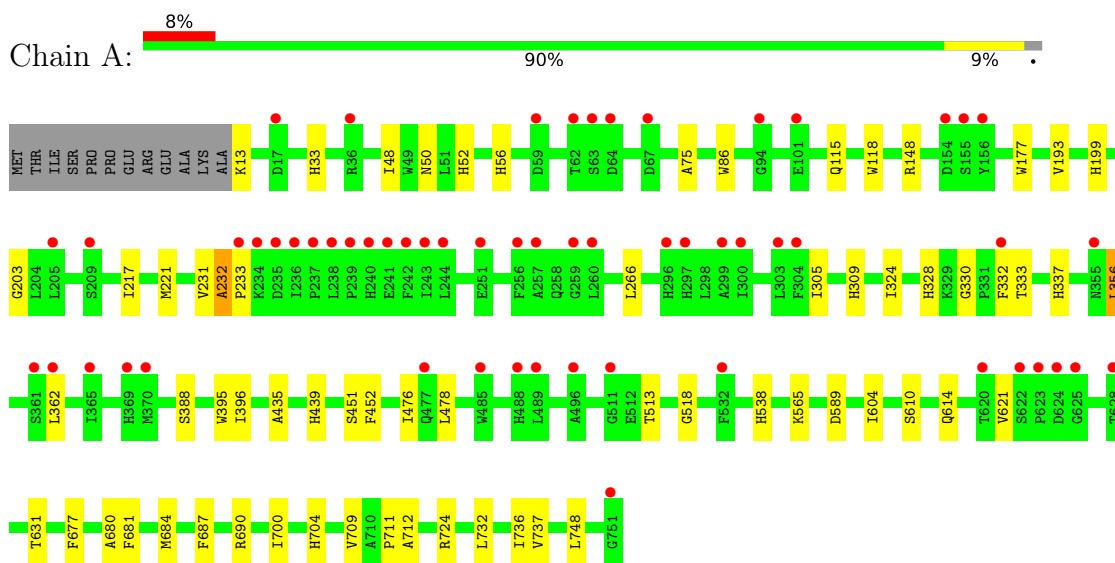 8%
Chain A:
90% 9% •
MET THR ILE SER PRO PRO GLU ARG GLU ALA LYS ALA K13 D17 H33 R36 I48 W49 N50 L51 H52 H56 D59 T62 S63 D64 D67 A75 W86 G94 E101 Q115 W118 R148 D154 S155 Y156 W177 V193 H199
G203 L204 L205 S209 I217 M221 V231 A232 P233 K234 D235 I236 P237 L238 P239 H240 E241 F242 I243 L244 E251 F256 A257 Q258 G259 L260 L266 H296 H297 L298 A299 I300 L303 F304 I305 H309 I324 H328 K329 G330 P331 F332 T333 H337 N355 L356
S361 L362 I365 H369 M370 S388 W395 I396 A435 H439 S451 F452 I476 Q477 L478 W485 H488 L489 A496 G511 E512 T513 G518 F532 H538 K565 D589 I604 S610 Q614 T620 V621 S622 P623 D624 G625 T628
T631 F677 A680 F681 M684 F687 R690 I700 H704 V709 A710 P711 A712 R724 L732 I736 V737 L748 G751